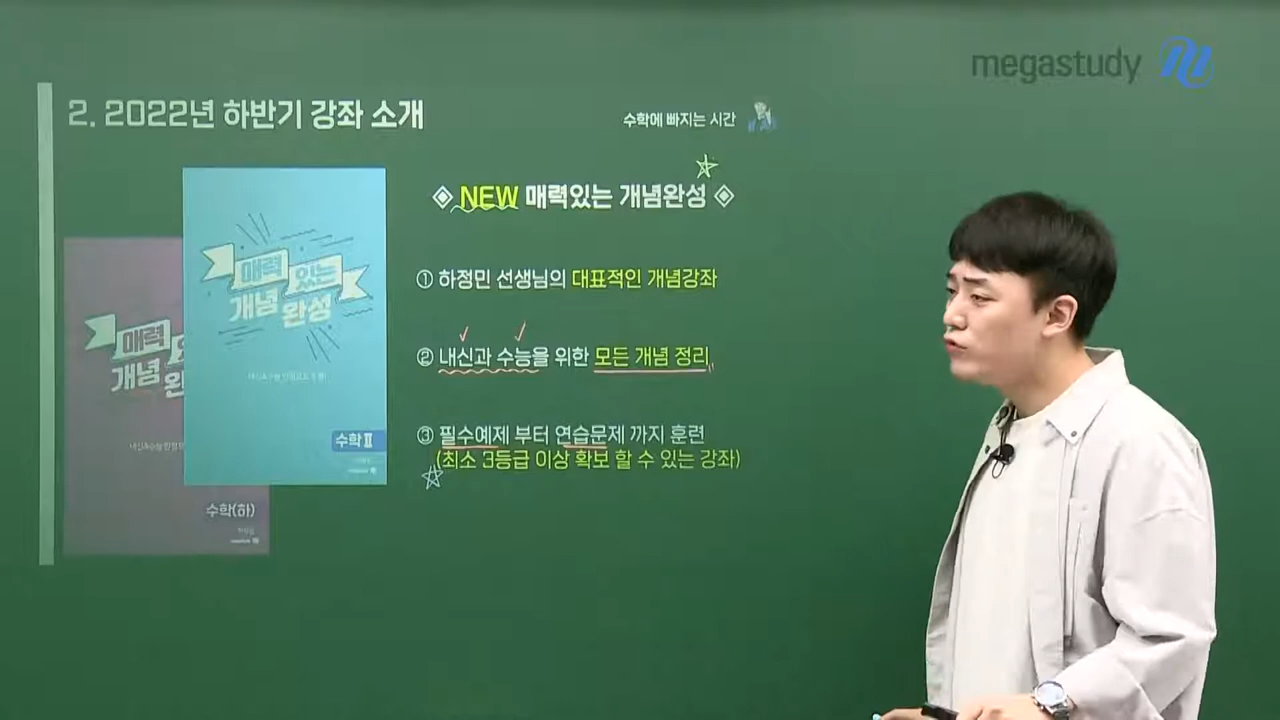 megastudy
2. 2022년 하반기 강좌 소개
수학에 빠지는 시간
NEW 매력있는 개념완성
① 하정민 선생님의 대표적인 개념강좌
② 내신과 수능을 위한 모든 개념 정리
③ 필수예제 부터 연습문제 까지 훈련
(최소 3등급 이상 확보 할 수 있는 강좌)
매력 있는
개념 완성
수학Ⅱ
매력
개념 완
수학(하)